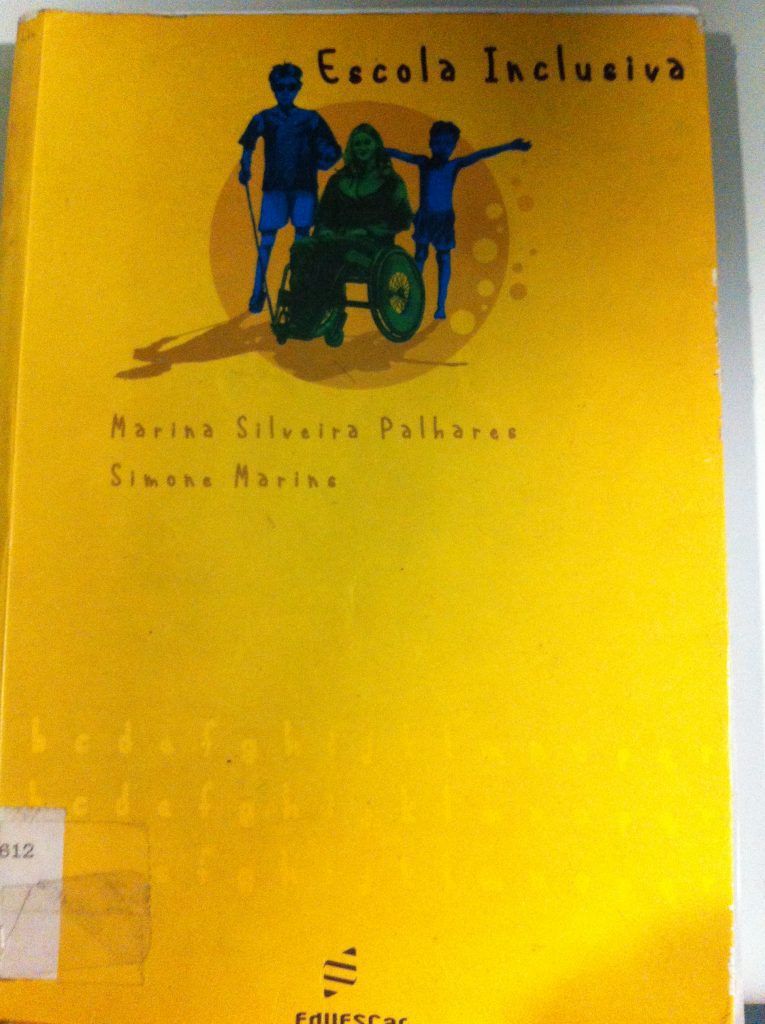 Escola Inclusiva
Marina Silveira Palhares
Simone Marins
b c d e f g h i j k l
b c d e f g h i j k l
f g h i j k l
612
EdUFSCar